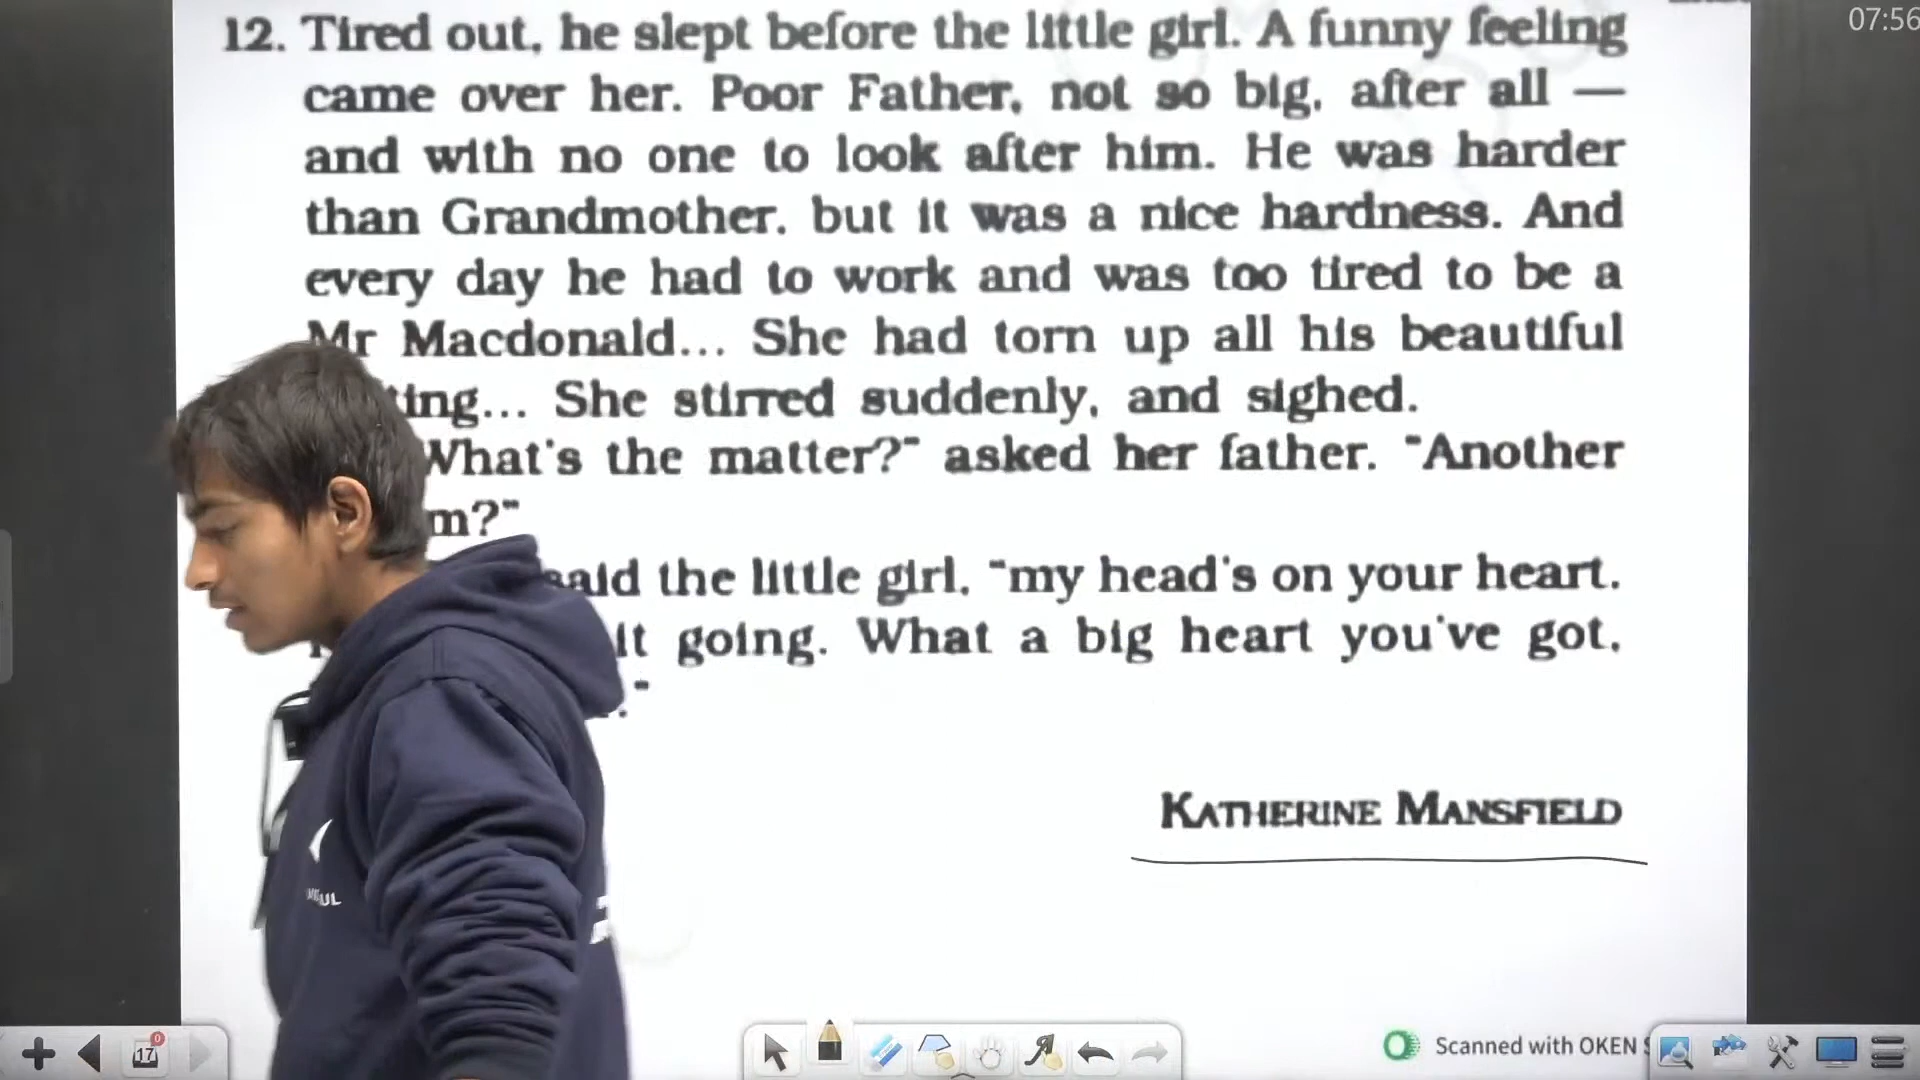 07:56
12. Tired out, he slept before the little girl. A funny feeling
came over her. Poor Father, not so big, after all —
and with no one to look after him. He was harder
than Grandmother, but it was a nice hardness. And
every day he had to work and was too tired to be a
Mr Macdonald... She had torn up all his beautiful
ting... She stirred suddenly, and sighed.
What's the matter?" asked her father. "Another
m?"
said the little girl, "my head's on your heart.
it going. What a big heart you've got,
."
KATHERINE MANSFIELD
17
0
Scanned with OKEN S